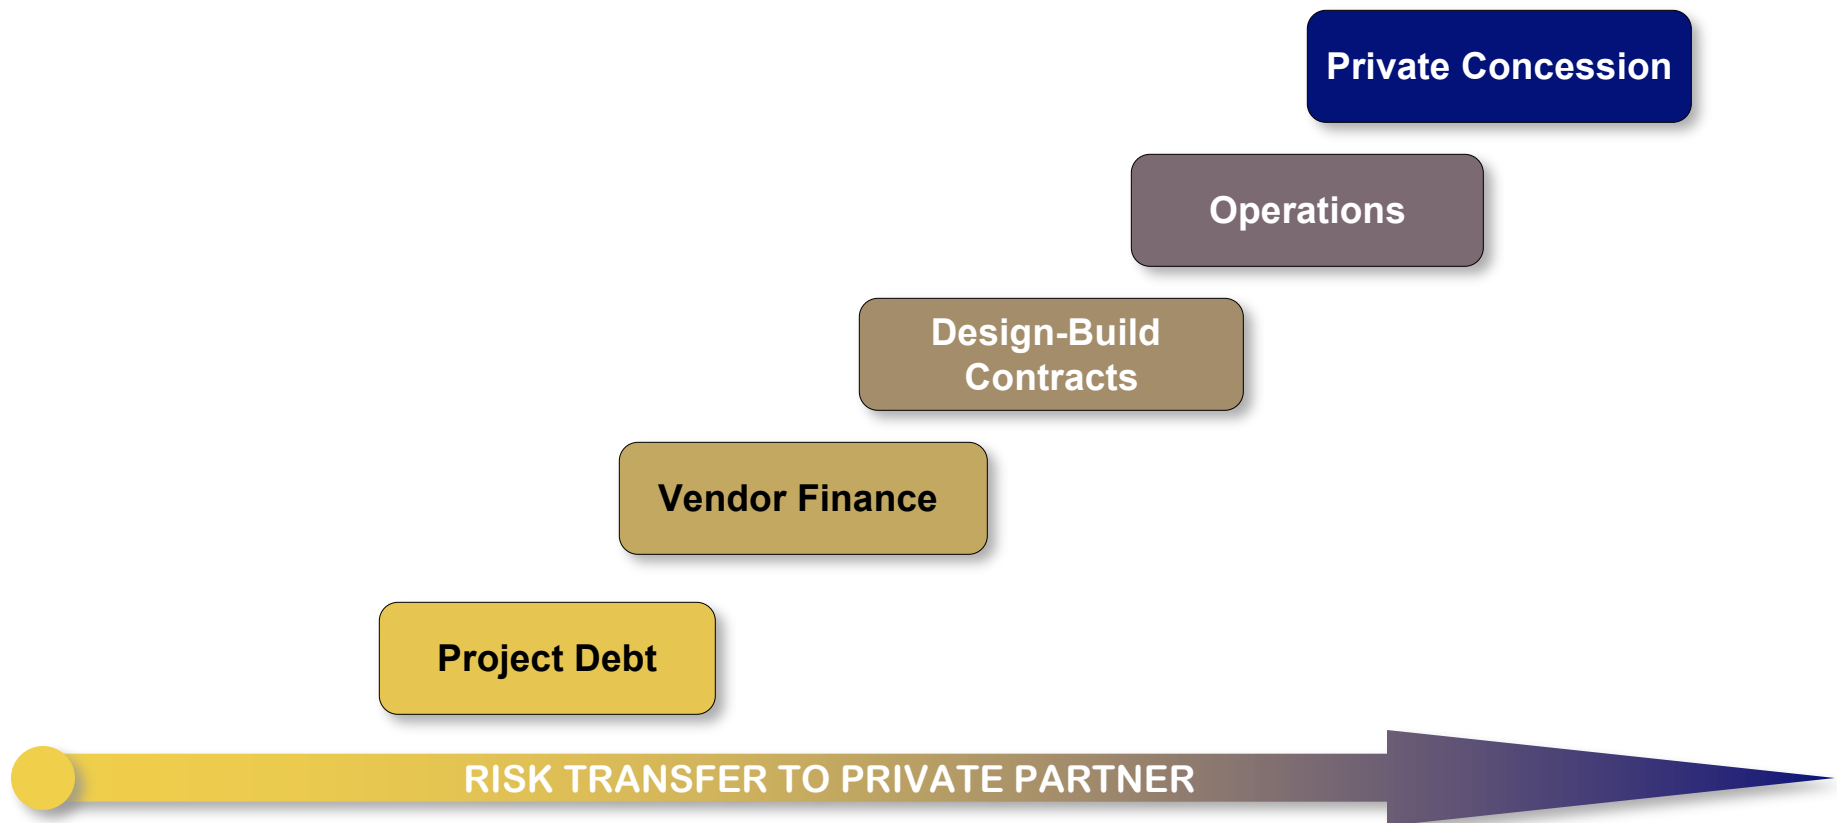 Private Concession
Operations
Design-Build
Contracts
Vendor Finance
Project Debt
RISK TRANSFER TO PRIVATE PARTNER